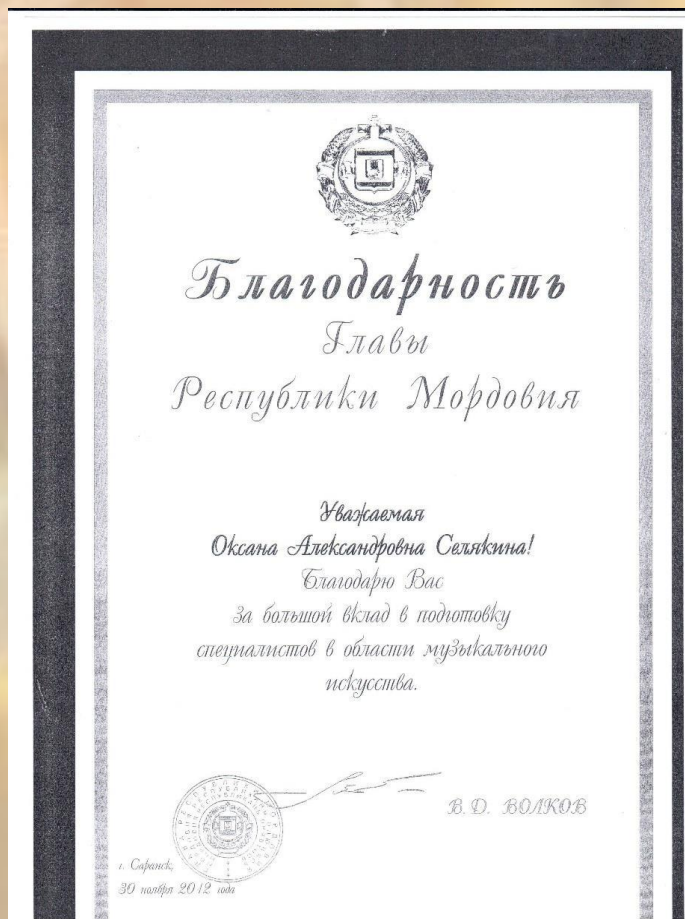 Благодарность
Главы
Республики Мордовия
Уважаемая
Оксана Александровна Селякина!
Благодарю Вас
за большой вклад в подготовку
специалистов в области музыкального
искусства.
В. Д. ВОЛКОВ
г. Саранск,
30 ноября 2012 года